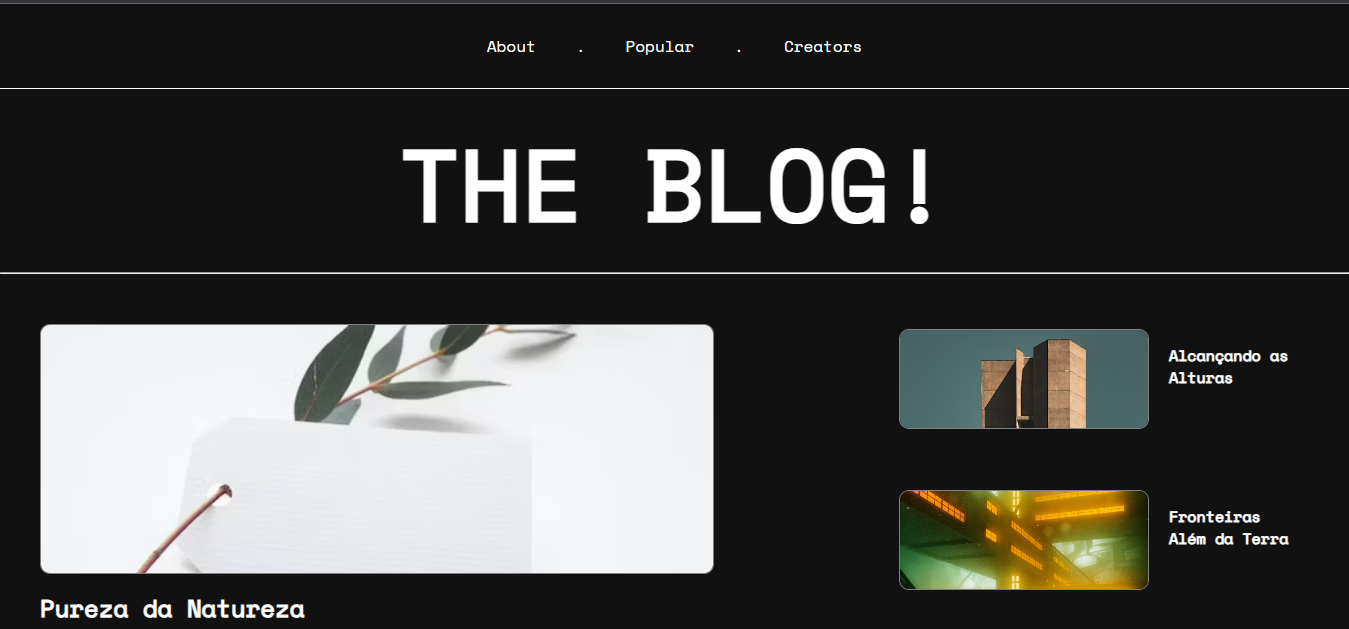 About . Popular . Creators
THE BLOG!
Pureza da Natureza
Alcançando as
Alturas
Fronteiras
Além da Terra